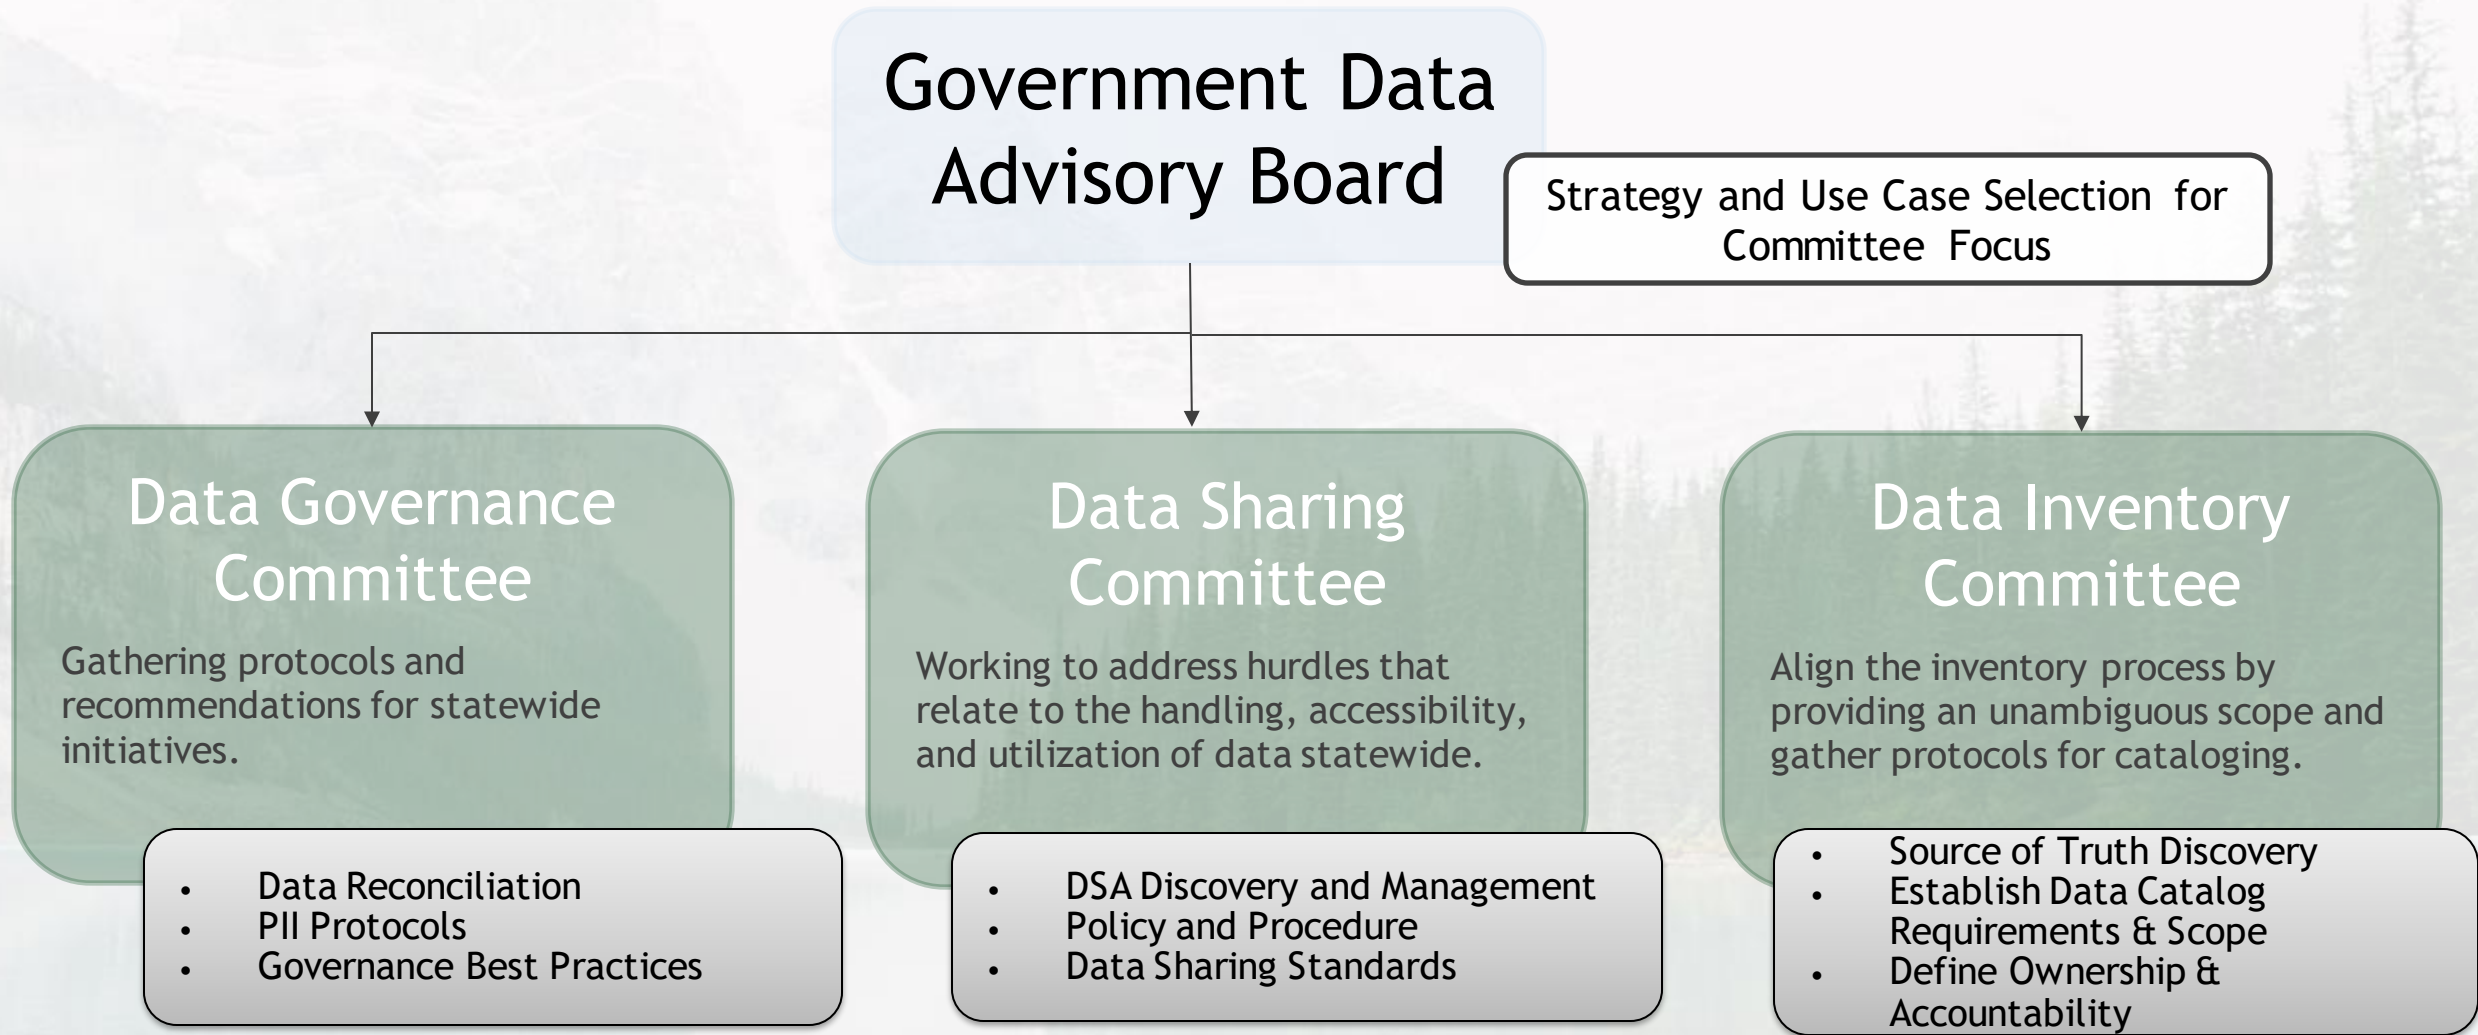 Government Data
Advisory Board
Strategy and Use Case Selection for
Committee Focus
Data Governance
Committee
Gathering protocols and
recommendations for statewide
initiatives.
• Data Reconciliation
• PII Protocols
• Governance Best Practices
Data Sharing
Committee
Working to address hurdles that
relate to the handling, accessibility,
and utilization of data statewide.
• DSA Discovery and Management
• Policy and Procedure
• Data Sharing Standards
Data Inventory
Committee
Align the inventory process by
providing an unambiguous scope and
gather protocols for cataloging.
• Source of Truth Discovery
• Establish Data Catalog
Requirements & Scope
• Define Ownership &
Accountability